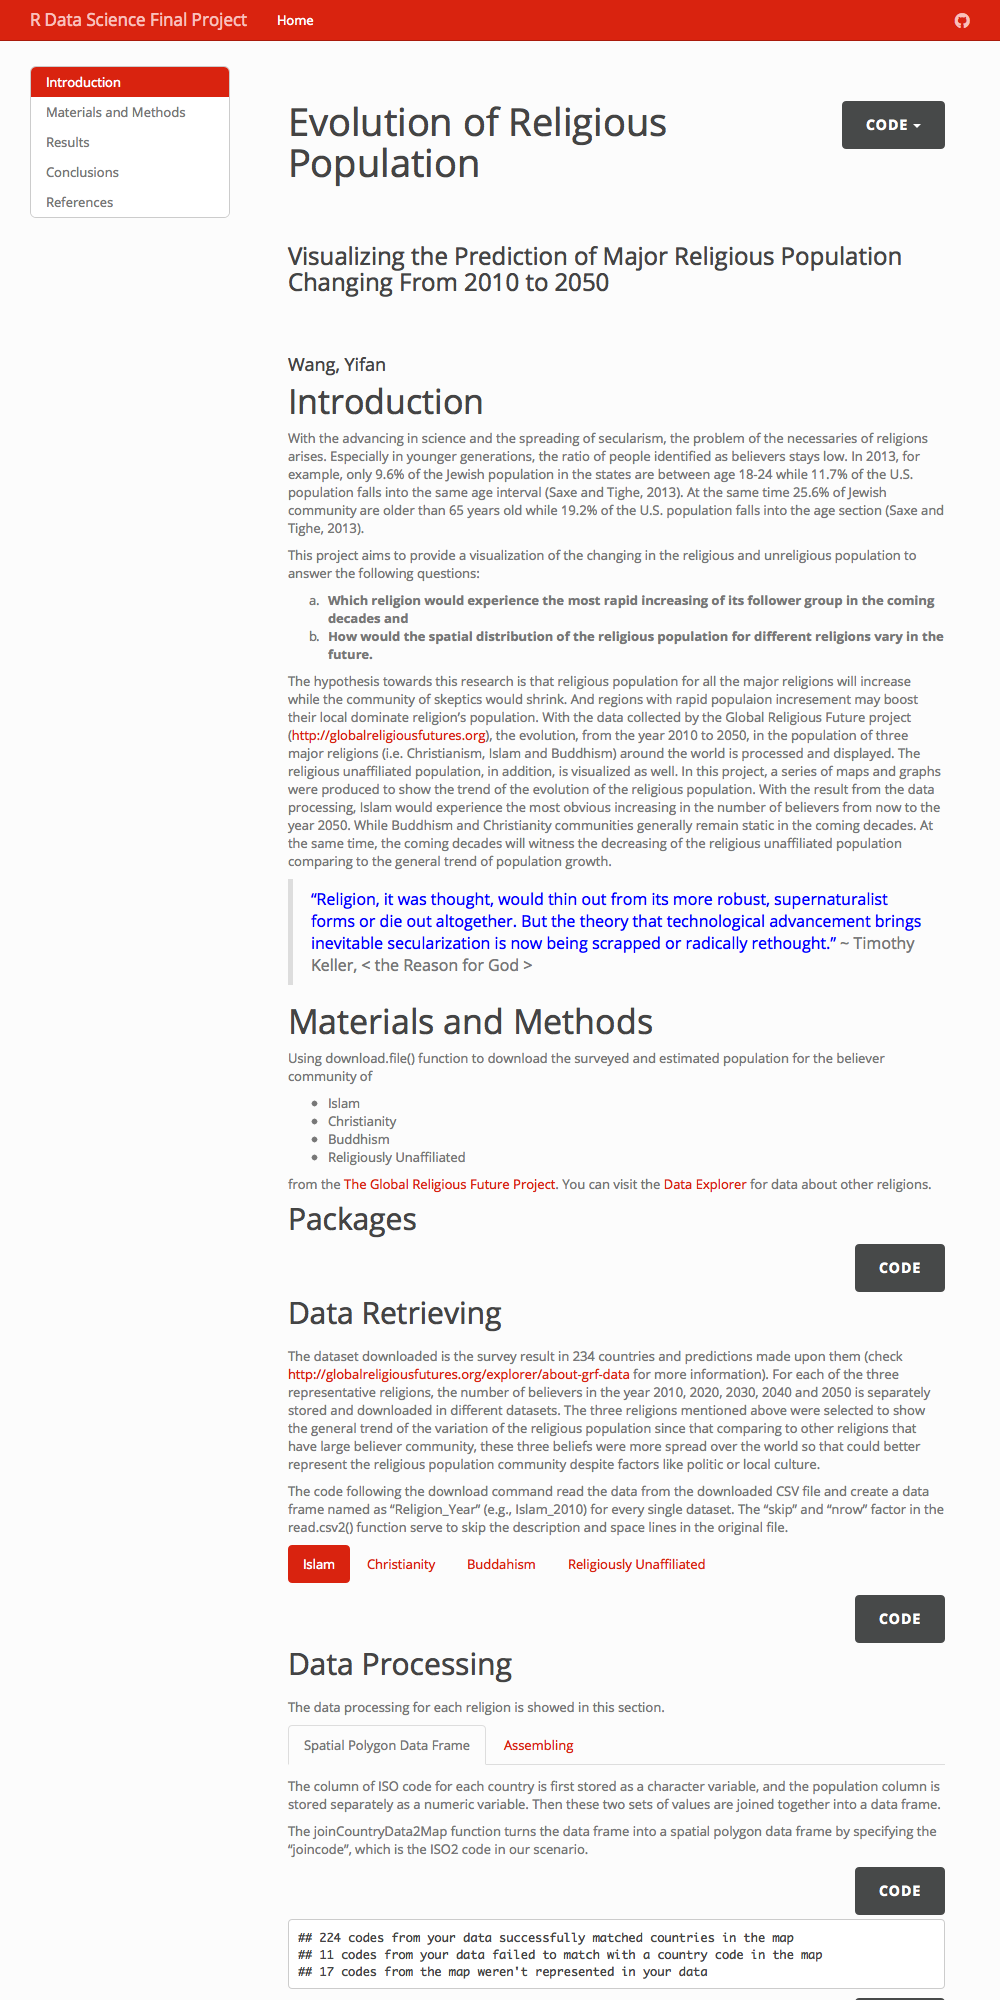 R Data Science Final Project
Home
Introduction
Materials and Methods
Results
Conclusions
References
Evolution of Religious
Population
CODE
Visualizing the Prediction of Major Religious Population
Changing From 2010 to 2050
Wang, Yifan
Introduction
With the advancing in science and the spreading of secularism, the problem of the necessaries of religions
arises. Especially in younger generations, the ratio of people identified as believers stays low. In 2013, for
example, only 9.6% of the Jewish population in the states are between age 18-24 while 11.7% of the U.S.
population falls into the same age interval (Saxe and Tighe, 2013). At the same time 25.6% of Jewish
community are older than 65 years old while 19.2% of the U.S. population falls into the age section (Saxe and
Tighe, 2013).
This project aims to provide a visualization of the changing in the religious and unreligious population to
answer the following questions:
a. Which religion would experience the most rapid increasing of its follower group in the coming
decades and
b. How would the spatial distribution of the religious population for different religions vary in the
future.
The hypothesis towards this research is that religious population for all the major religions will increase
while the community of skeptics would shrink. And regions with rapid populaion incresement may boost
their local dominate religion’s population. With the data collected by the Global Religious Future project
(http://globalreligiousfutures.org), the evolution, from the year 2010 to 2050, in the population of three
major religions (i.e. Christianism, Islam and Buddhism) around the world is processed and displayed. The
religious unaffiliated population, in addition, is visualized as well. In this project, a series of maps and graphs
were produced to show the trend of the evolution of the religious population. With the result from the data
processing, Islam would experience the most obvious increasing in the number of believers from now to the
year 2050. While Buddhism and Christianity communities generally remain static in the coming decades. At
the same time, the coming decades will witness the decreasing of the religious unaffiliated population
comparing to the general trend of population growth.
“Religion, it was thought, would thin out from its more robust, supernaturalist
forms or die out altogether. But the theory that technological advancement brings
inevitable secularization is now being scrapped or radically rethought.” ~ Timothy
Keller, < the Reason for God >
Materials and Methods
Using download.file() function to download the surveyed and estimated population for the believer
community of
• Islam
• Christianity
• Buddhism
• Religiously Unaffiliated
from the The Global Religious Future Project. You can visit the Data Explorer for data about other religions.
Packages
CODE
Data Retrieving
The dataset downloaded is the survey result in 234 countries and predictions made upon them (check
http://globalreligiousfutures.org/explorer/about-grf-data for more information). For each of the three
representative religions, the number of believers in the year 2010, 2020, 2030, 2040 and 2050 is separately
stored and downloaded in different datasets. The three religions mentioned above were selected to show
the general trend of the variation of the religious population since that comparing to other religions that
have large believer community, these three beliefs were more spread over the world so that could better
represent the religious population community despite factors like politic or local culture.
The code following the download command read the data from the downloaded CSV file and create a data
frame named as “Religion_Year” (e.g., Islam_2010) for every single dataset. The “skip” and “nrow” factor in the
read.csv2() function serve to skip the description and space lines in the original file.
Islam Christianity Buddahism Religiously Unaffiliated
CODE
Data Processing
The data processing for each religion is showed in this section.
Spatial Polygon Data Frame Assembling
The column of ISO code for each country is first stored as a character variable, and the population column is
stored separately as a numeric variable. Then these two sets of values are joined together into a data frame.
The joinCountryData2Map function turns the data frame into a spatial polygon data frame by specifying the
“joincode”, which is the ISO2 code in our scenario.
CODE
## 224 codes from your data successfully matched countries in the map
## 11 codes from your data failed to match with a country code in the map
## 17 codes from the map weren't represented in your data